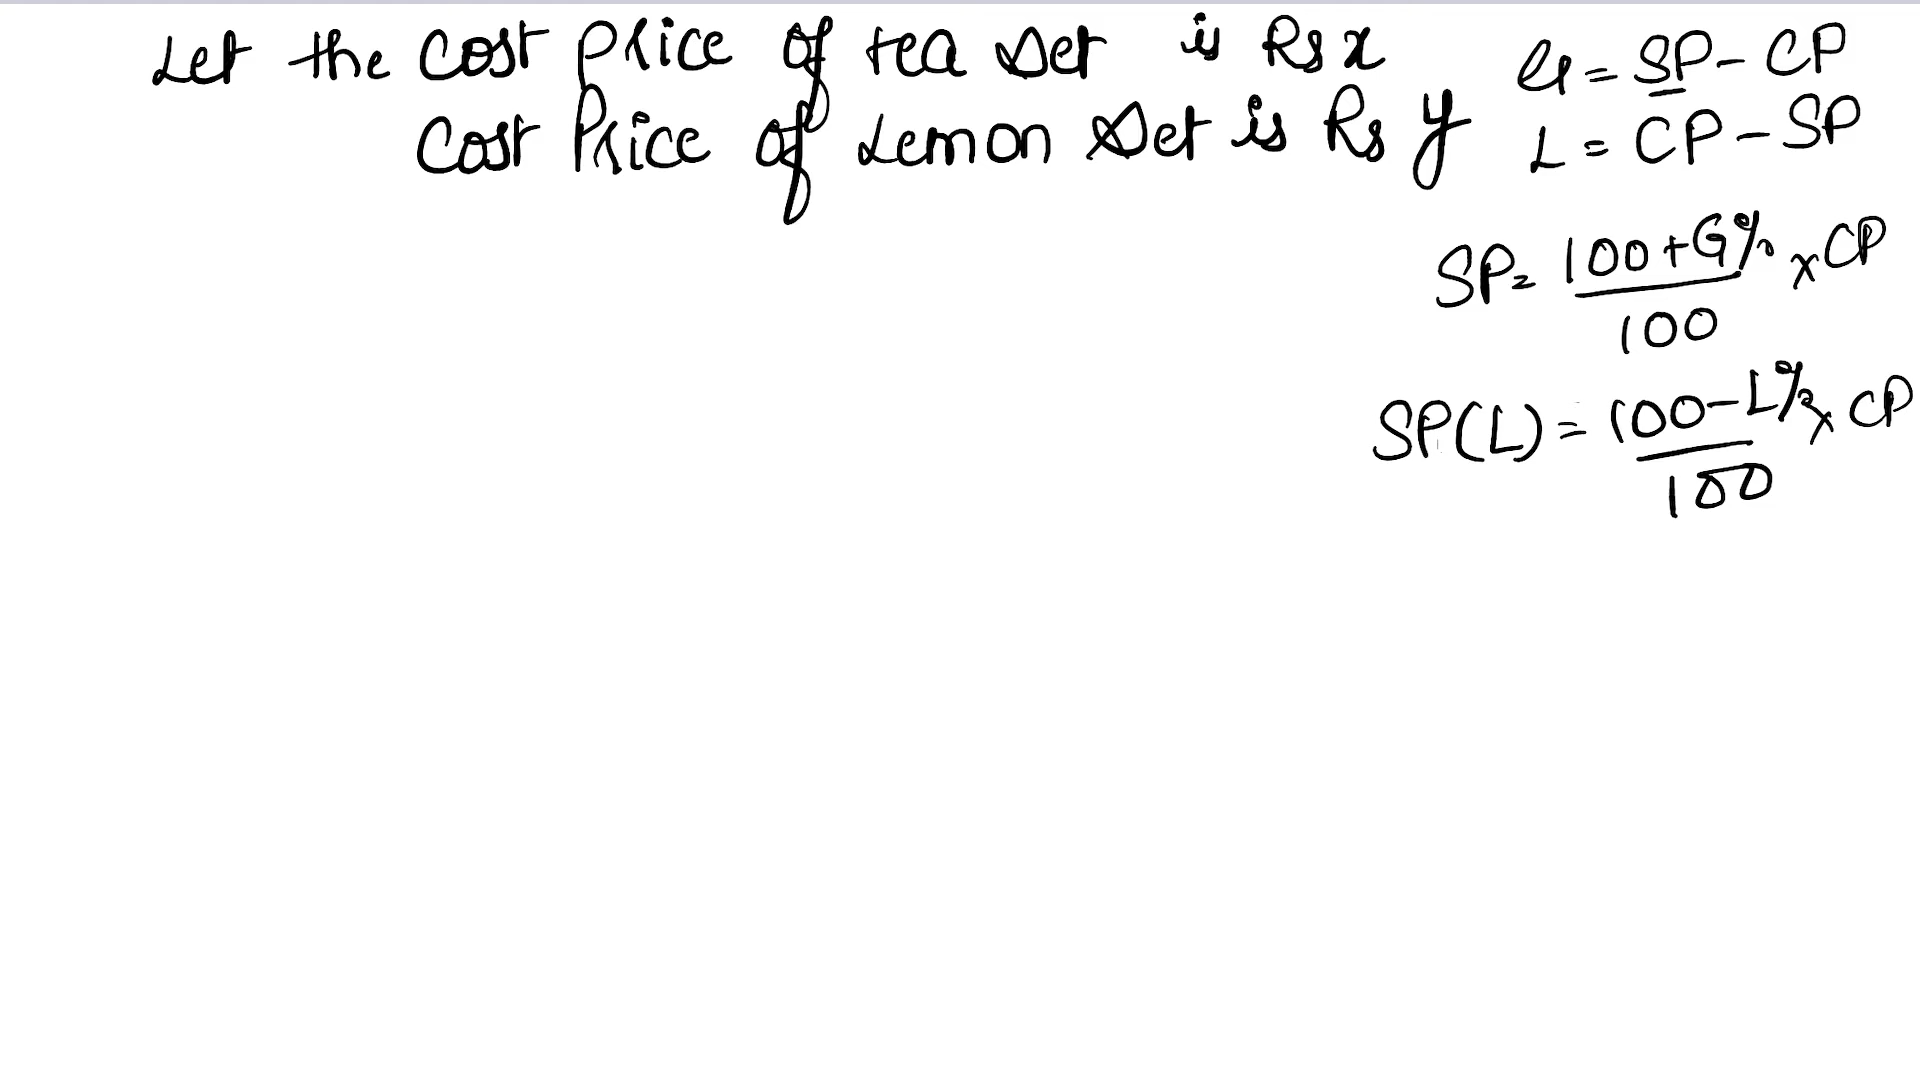 Let the Cost Price of tea Set is Rs x
Cost Price of Lemon Set is Rs y
G = SP - CP
L = CP - SP
SP = 100 + G% / 100 x CP
SP(L) = 100 - L% / 100 x CP